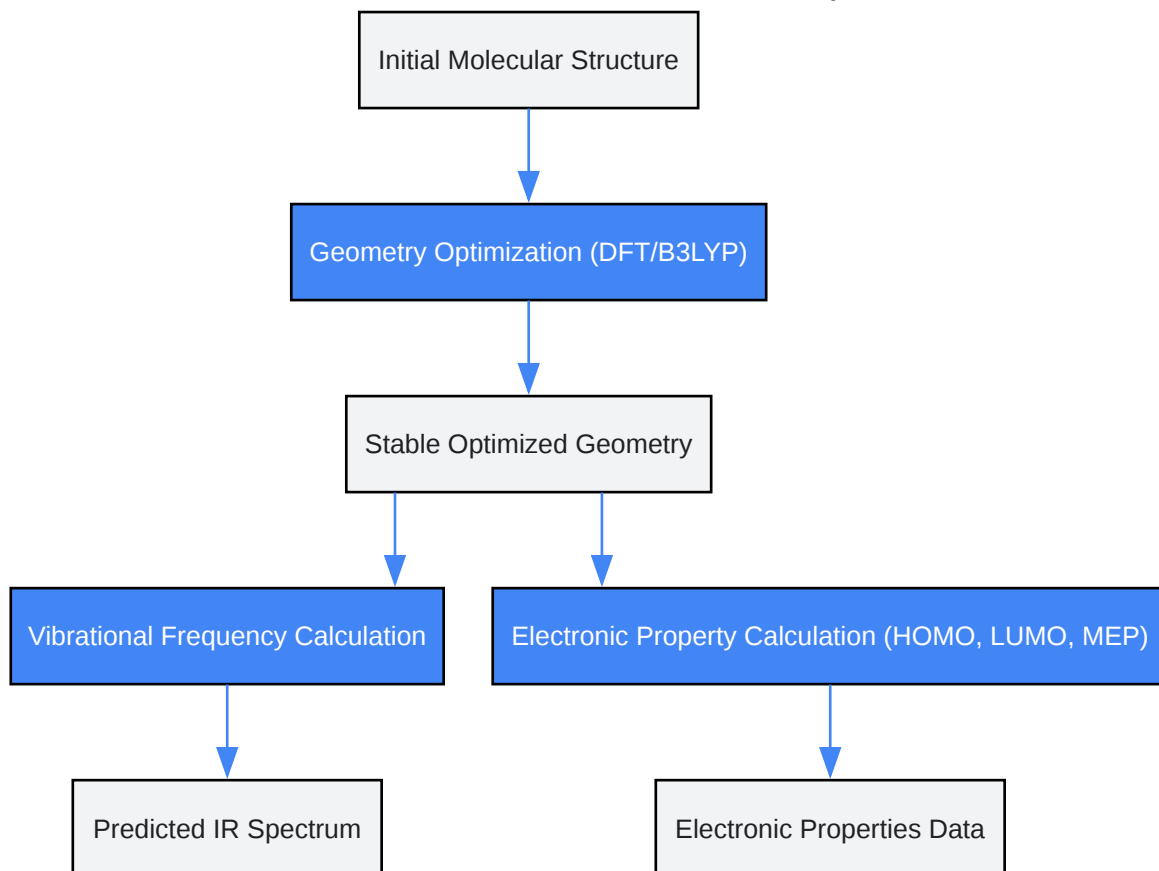 Initial Molecular Structure
Geometry Optimization (DFT/B3LYP)
Stable Optimized Geometry
Vibrational Frequency Calculation
Electronic Property Calculation (HOMO, LUMO, MEP)
Predicted IR Spectrum
Electronic Properties Data